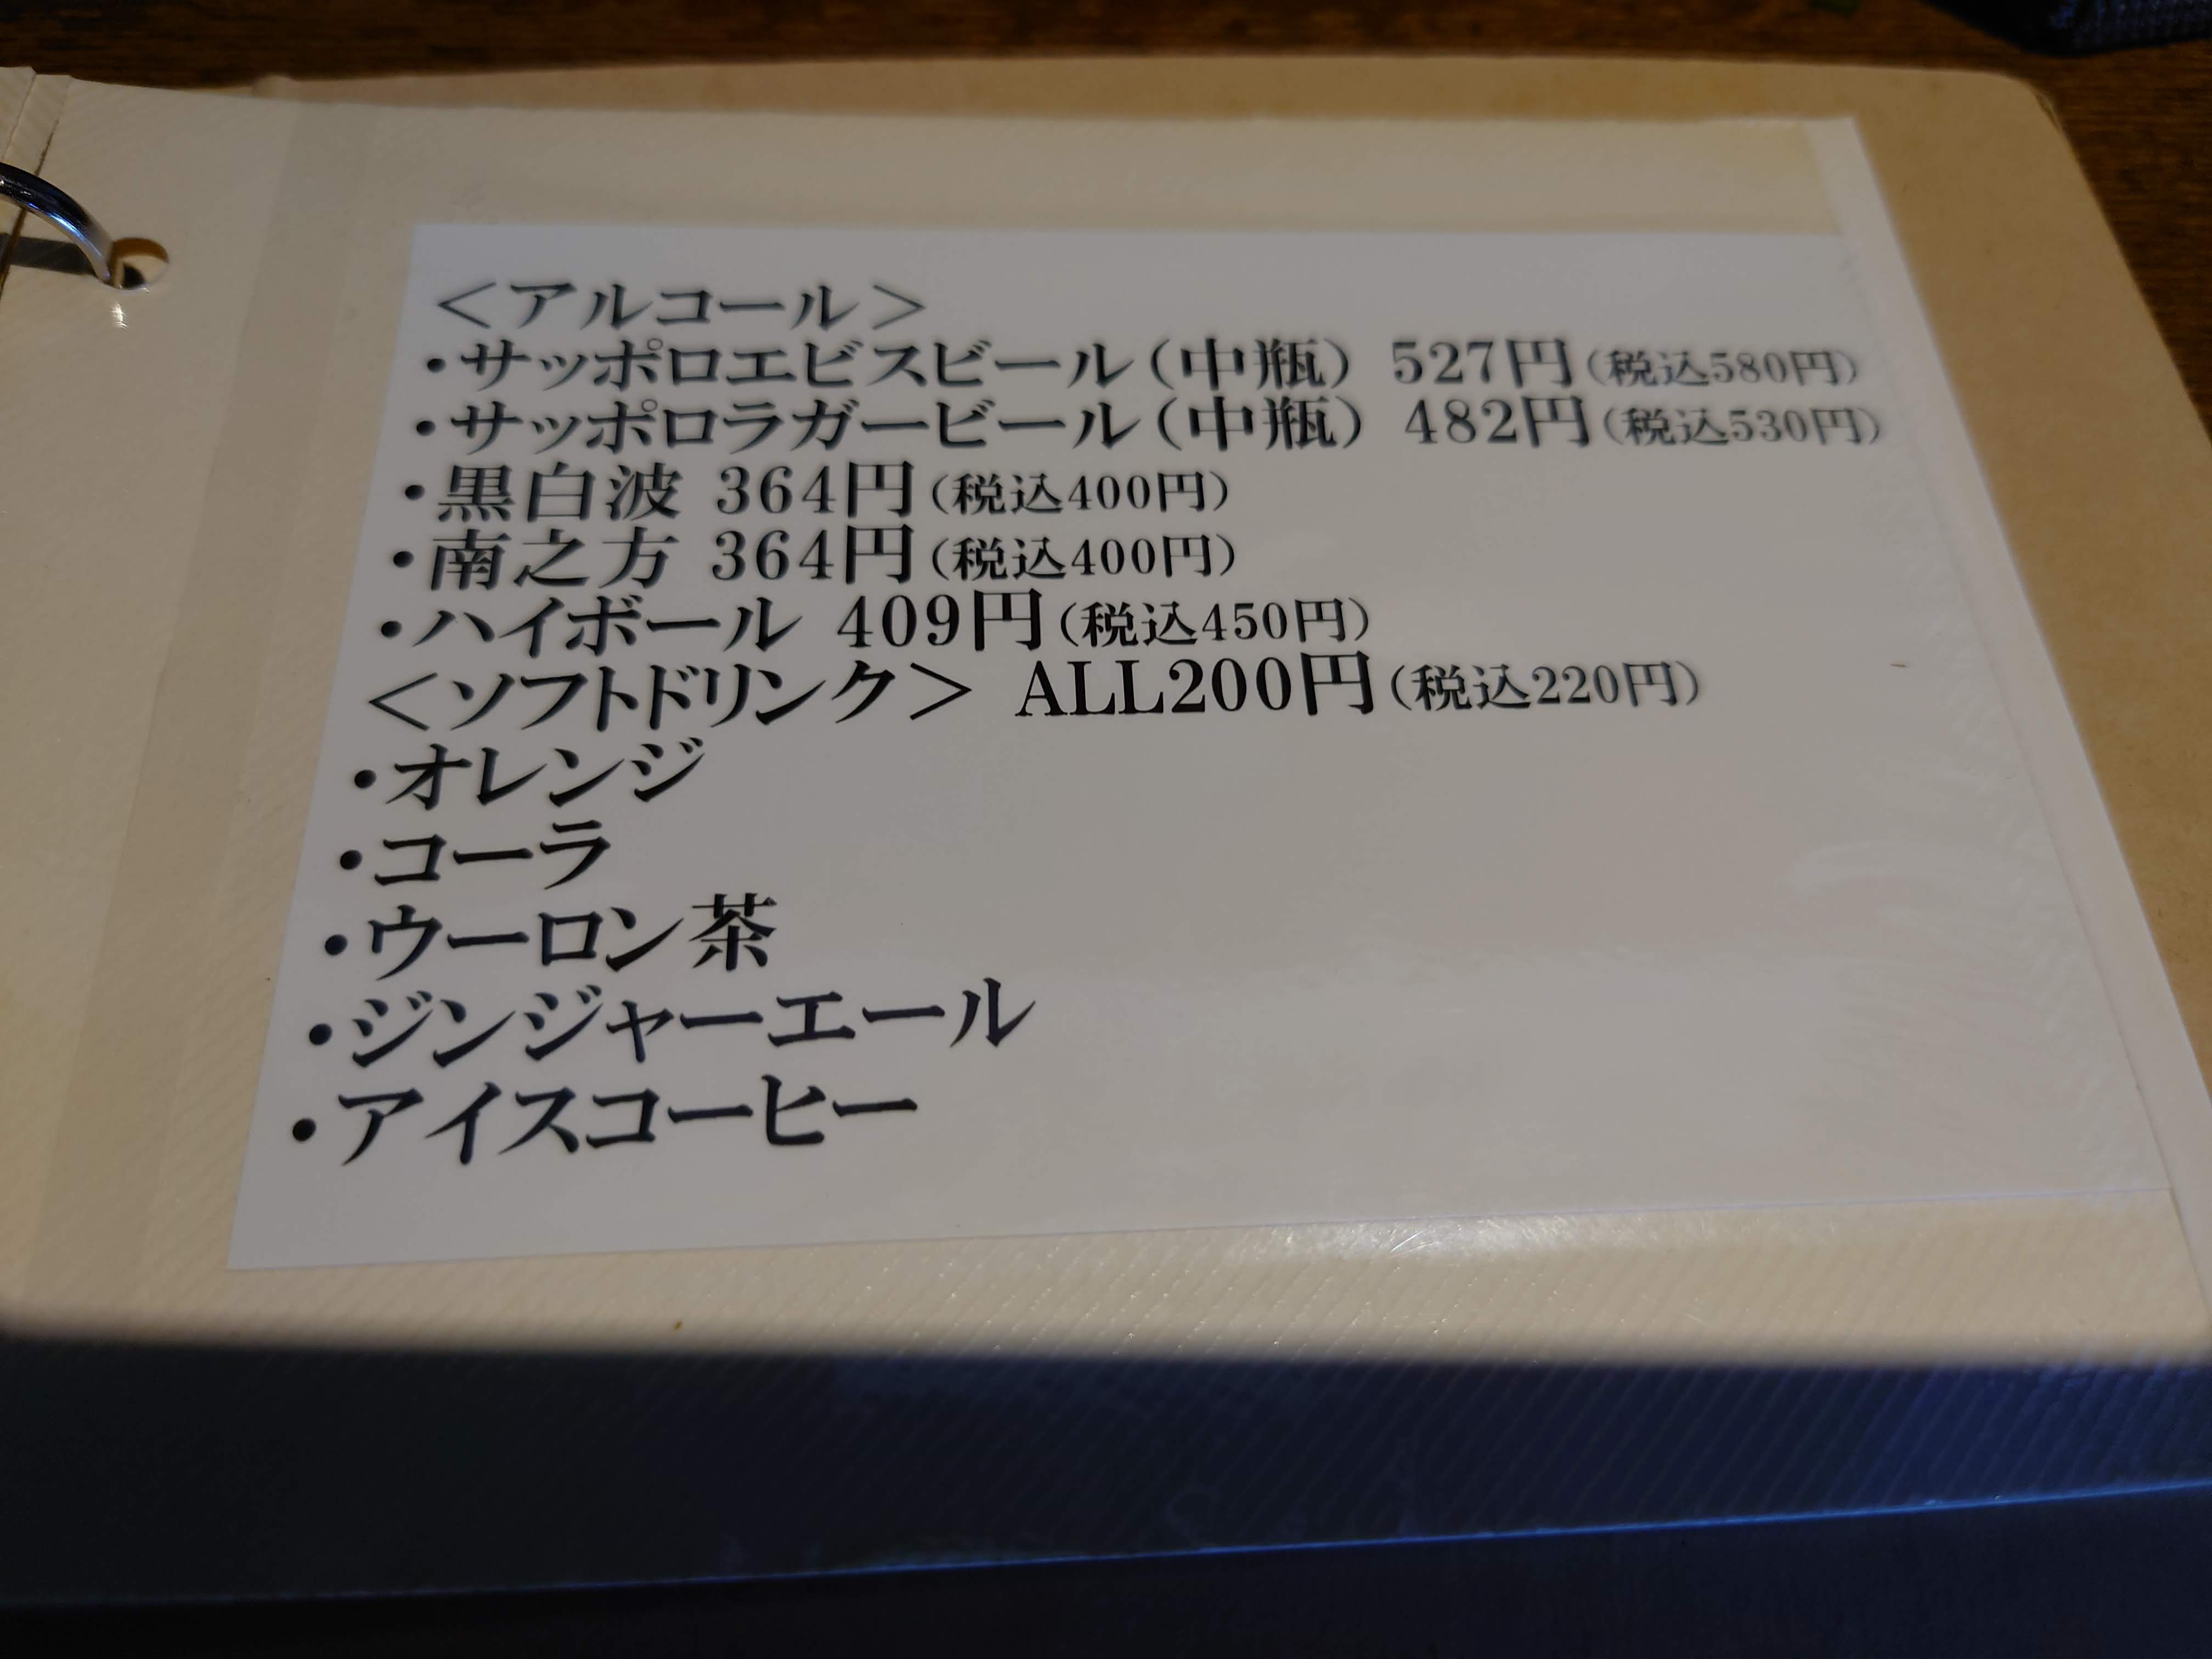 ＜アルコール＞
・サッポロエビスビール（中瓶） 527円（税込580円）
・サッポロラガービール（中瓶） 482円（税込530円）
・黒白波 364円（税込400円）
・南之方 364円（税込400円）
・ハイボール 409円（税込450円）
＜ソフトドリンク＞ ALL200円（税込220円）
・オレンジ
・コーラ
・ウーロン茶
・ジンジャーエール
・アイスコーヒー